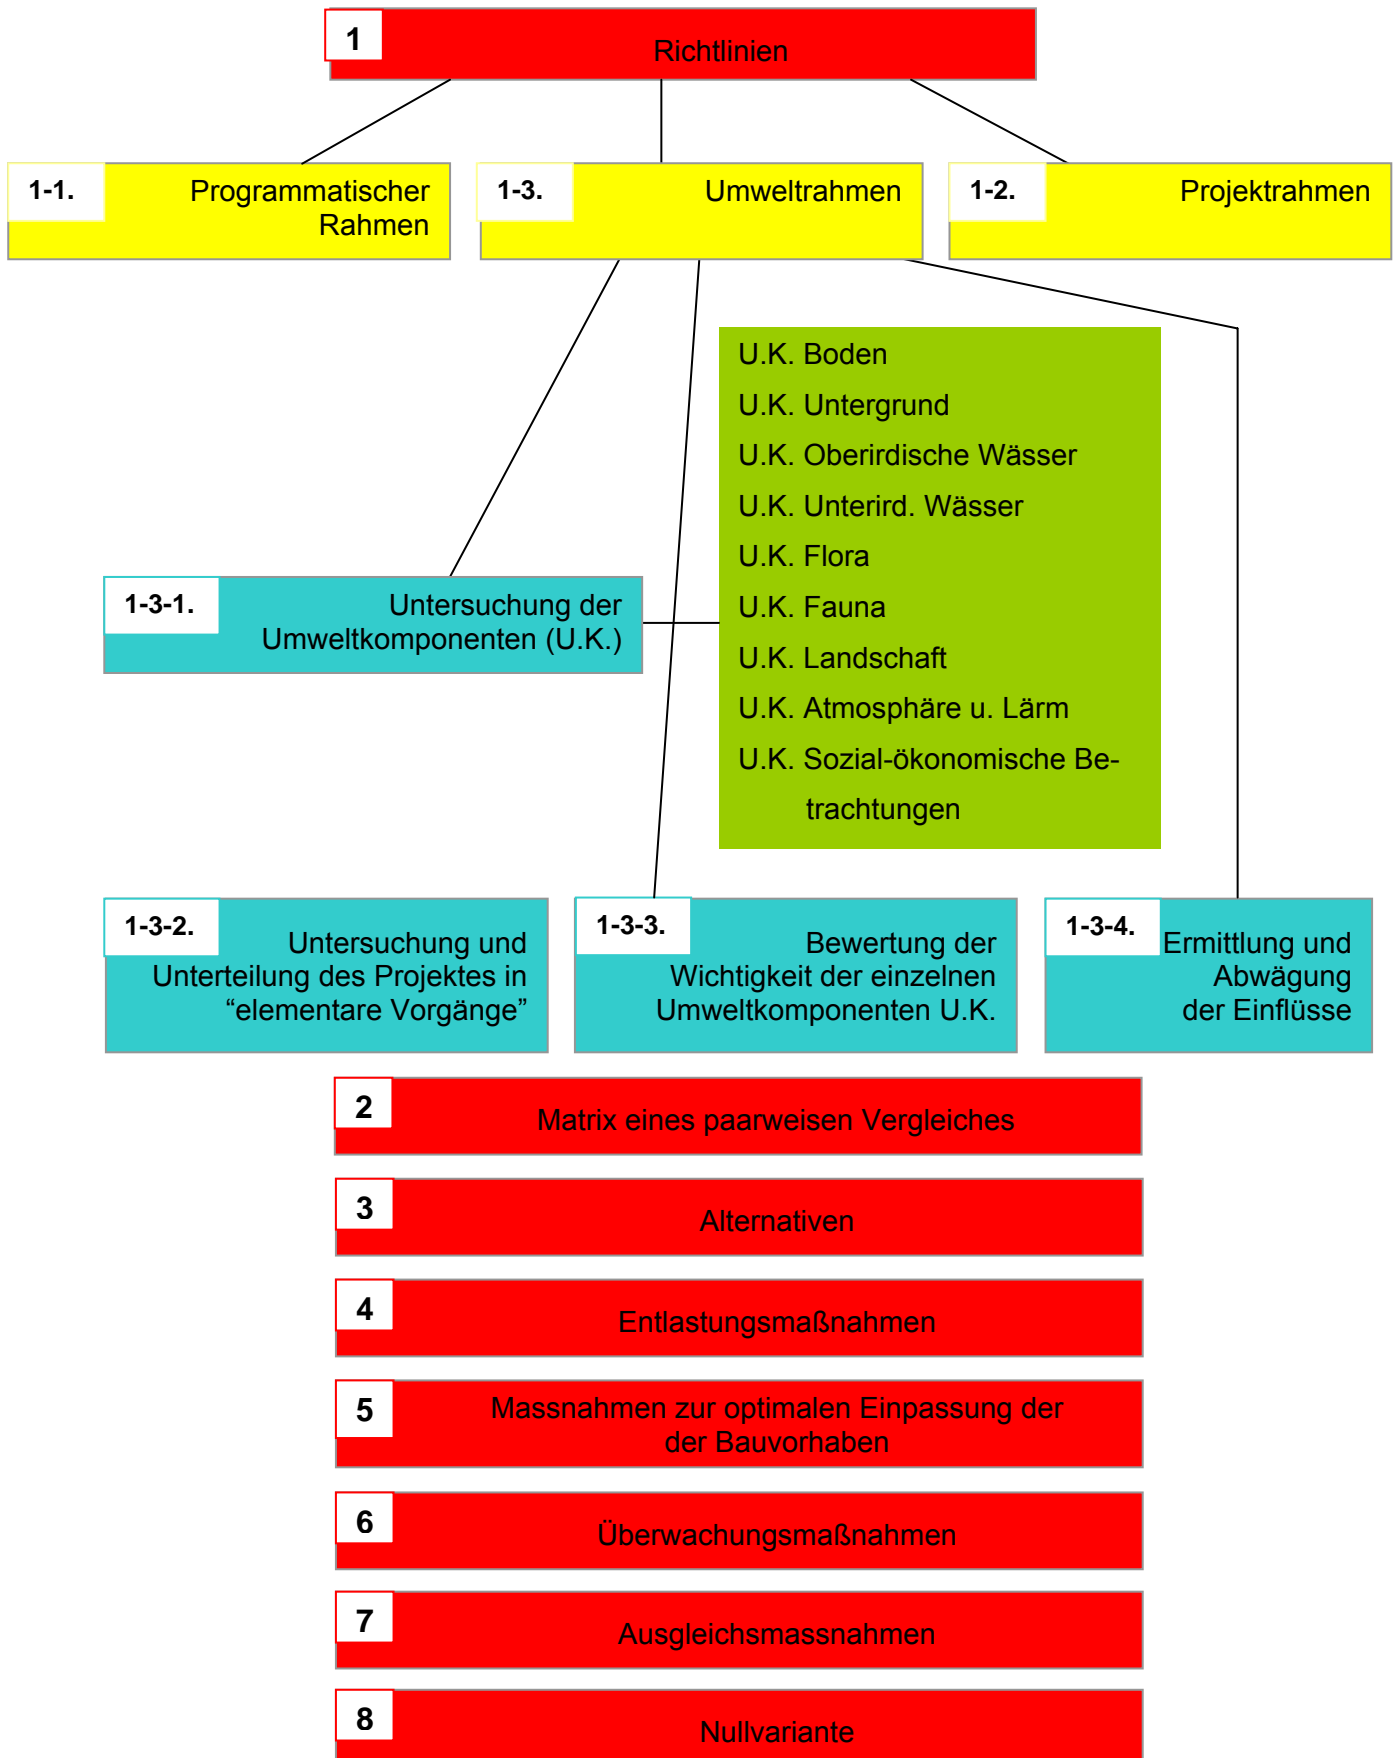 1
Richtlinien
1-1.
Programmatischer
Rahmen
1-3.
Umweltrahmen
1-2.
Projektrahmen
U.K. Boden
U.K. Untergrund
U.K. Oberirdische Wässer
U.K. Unterird. Wässer
U.K. Flora
U.K. Fauna
U.K. Landschaft
U.K. Atmosphäre u. Lärm
U.K. Sozial-ökonomische Be-
trachtungen
1-3-1.
Untersuchung der
Umweltkomponenten (U.K.)
1-3-2.
Untersuchung und
Unterteilung des Projektes in
“elementare Vorgänge”
1-3-3.
Bewertung der
Wichtigkeit der einzelnen
Umweltkomponenten U.K.
1-3-4.
Ermittlung und
Abwägung
der Einflüsse
2
Matrix eines paarweisen Vergleiches
3
Alternativen
4
Entlastungsmaßnahmen
5
Massnahmen zur optimalen Einpassung der
der Bauvorhaben
6
Überwachungsmaßnahmen
7
Ausgleichsmassnahmen
8
Nullvariante